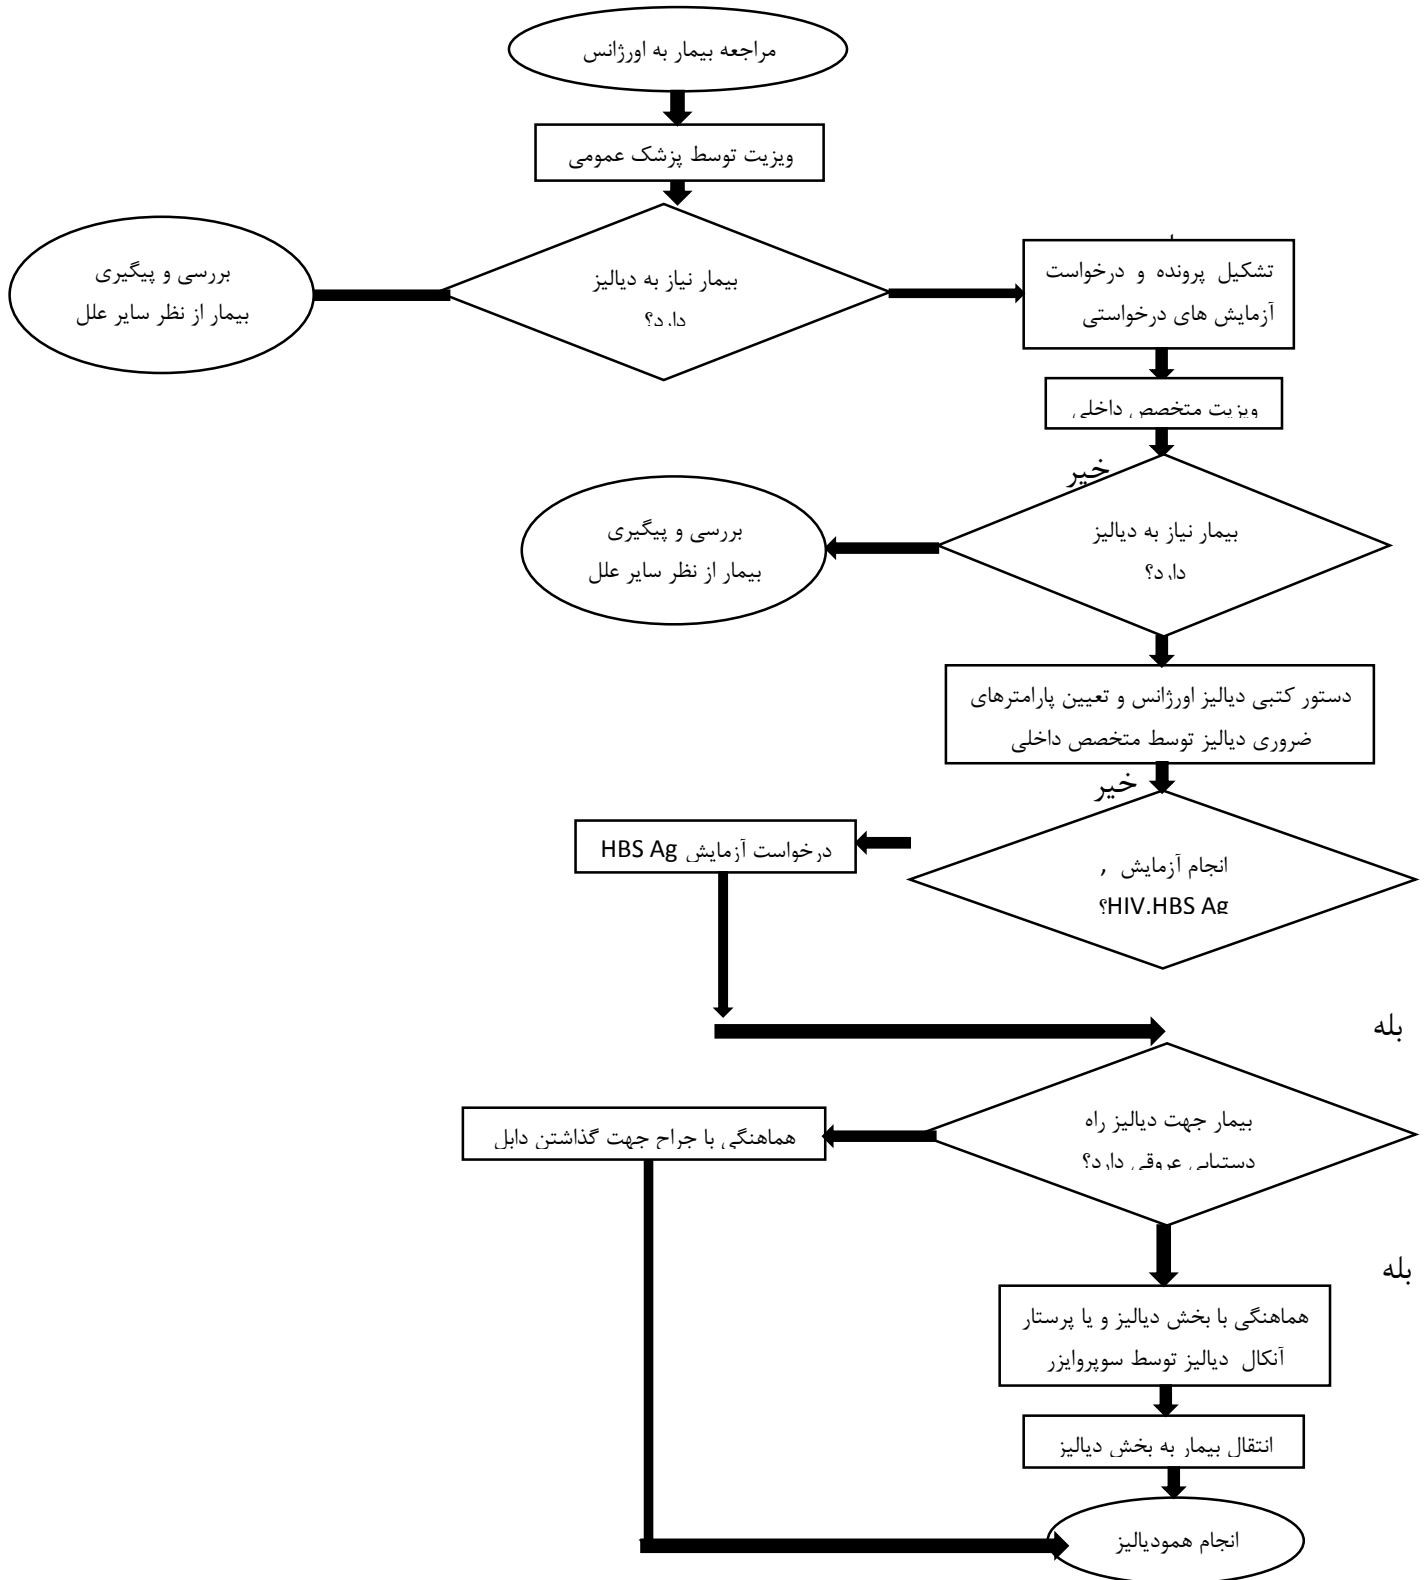 مراجعه بیمار به اورژانس
ویزیت توسط پزشک عمومی
بیمار نیاز به دیالیز
دارد؟
بررسی و پیگیری
بیمار از نظر سایر علل
تشکیل پرونده و درخواست
آزمایش های درخواستی
ویزیت متخصص داخلی
خیر
بیمار نیاز به دیالیز
دارد؟
بررسی و پیگیری
بیمار از نظر سایر علل
دستور کتبی دیالیز اورژانس و تعیین پارامترهای
ضروری دیالیز توسط متخصص داخلی
خیر
انجام آزمایش ,
HIV,HBS Ag؟
درخواست آزمایش HBS Ag
بله
بیمار جهت دیالیز راه
دستیابی عروقی دارد؟
هماهنگی با جراح جهت گذاشتن دابل
بله
هماهنگی با بخش دیالیز و یا پرستار
آنکال دیالیز توسط سوپروایزر
انتقال بیمار به بخش دیالیز
انجام همودیالیز